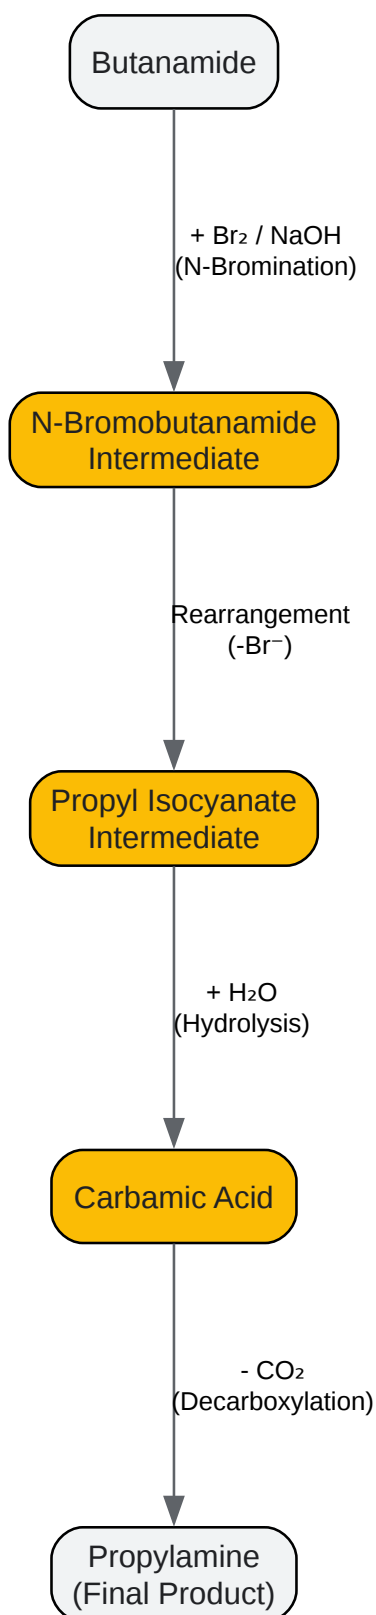 Butanamide
+ Br₂ / NaOH
(N-Bromination)
N-Bromobutanamide
Intermediate
Rearrangement
(-Br⁻)
Propyl Isocyanate
Intermediate
+ H₂O
(Hydrolysis)
Carbamic Acid
- CO₂
(Decarboxylation)
Propylamine
(Final Product)